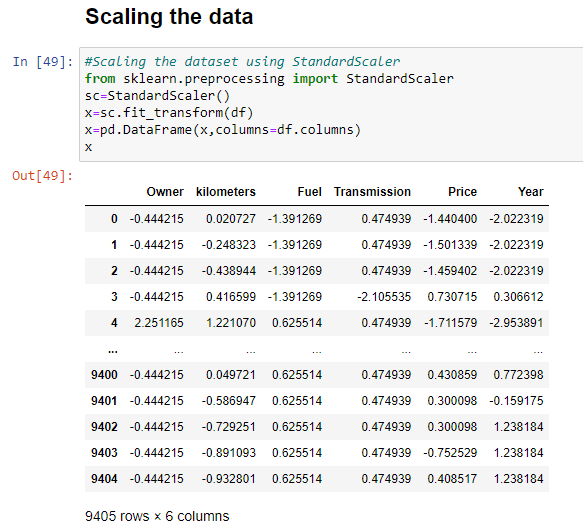 Scaling the data
In [49]: #Scaling the dataset using StandardScaler
from sklearn.preprocessing import StandardScaler
sc=StandardScaler()
x=sc.fit_transform(df)
x=pd.DataFrame(x,columns=df.columns)
x
Out[49]:
Owner kilometers Fuel Transmission Price Year
0 -0.444215 0.020727 -1.391269 0.474939 -1.440400 -2.022319
1 -0.444215 -0.248323 -1.391269 0.474939 -1.501339 -2.022319
2 -0.444215 -0.438944 -1.391269 0.474939 -1.459402 -2.022319
3 -0.444215 0.416599 -1.391269 -2.105535 0.730715 0.306612
4 2.251165 1.221070 0.625514 0.474939 -1.711579 -2.953891
... ... ... ... ... ... ...
9400 -0.444215 0.049721 0.625514 0.474939 0.430859 0.772398
9401 -0.444215 -0.586947 0.625514 0.474939 0.300098 -0.159175
9402 -0.444215 -0.729251 0.625514 0.474939 0.300098 1.238184
9403 -0.444215 -0.891093 0.625514 0.474939 -0.752529 1.238184
9404 -0.444215 -0.932801 0.625514 0.474939 0.408517 1.238184
9405 rows × 6 columns